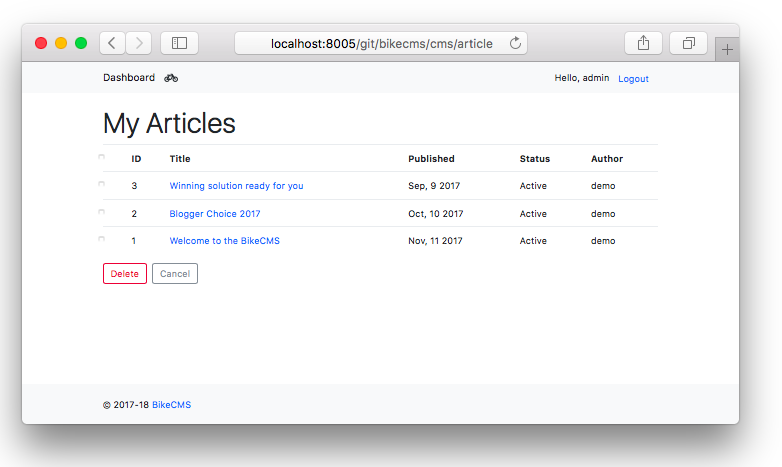 localhost:8005/git/bikecms/cms/article
Dashboard Hello, admin Logout
My Articles
ID Title Published Status Author
3 Winning solution ready for you Sep, 9 2017 Active demo
2 Blogger Choice 2017 Oct, 10 2017 Active demo
1 Welcome to the BikeCMS Nov, 11 2017 Active demo
Delete Cancel
© 2017-18 BikeCMS